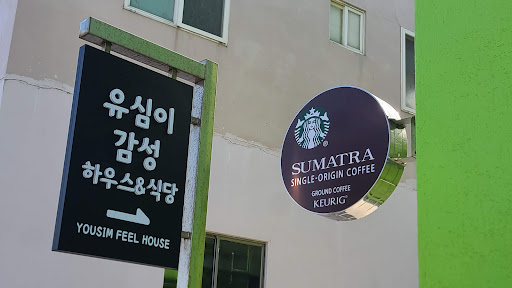 유심이
감성
하우스&식당
YOUSIM FEEL HOUSE
SUMATRA
SINGLE-ORIGIN COFFEE
GROUND COFFEE
KEURIG